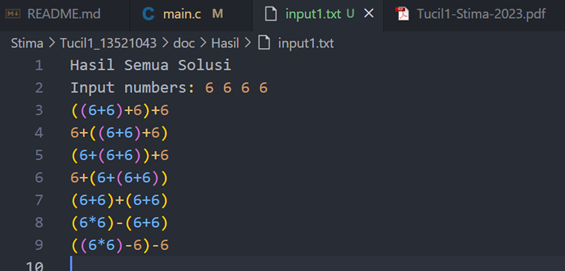 README.md main.c M input1.txt U Tucil1-Stima-2023.pdf
Stima > Tucil1_13521043 > doc > Hasil > input1.txt
1 Hasil Semua Solusi
2 Input numbers: 6 6 6 6
3 ((6+6)+6)+6
4 6+((6+6)+6)
5 (6+(6+6))+6
6 6+(6+(6+6))
7 (6+6)+(6+6)
8 (6*6)-(6+6)
9 ((6*6)-6)-6
10